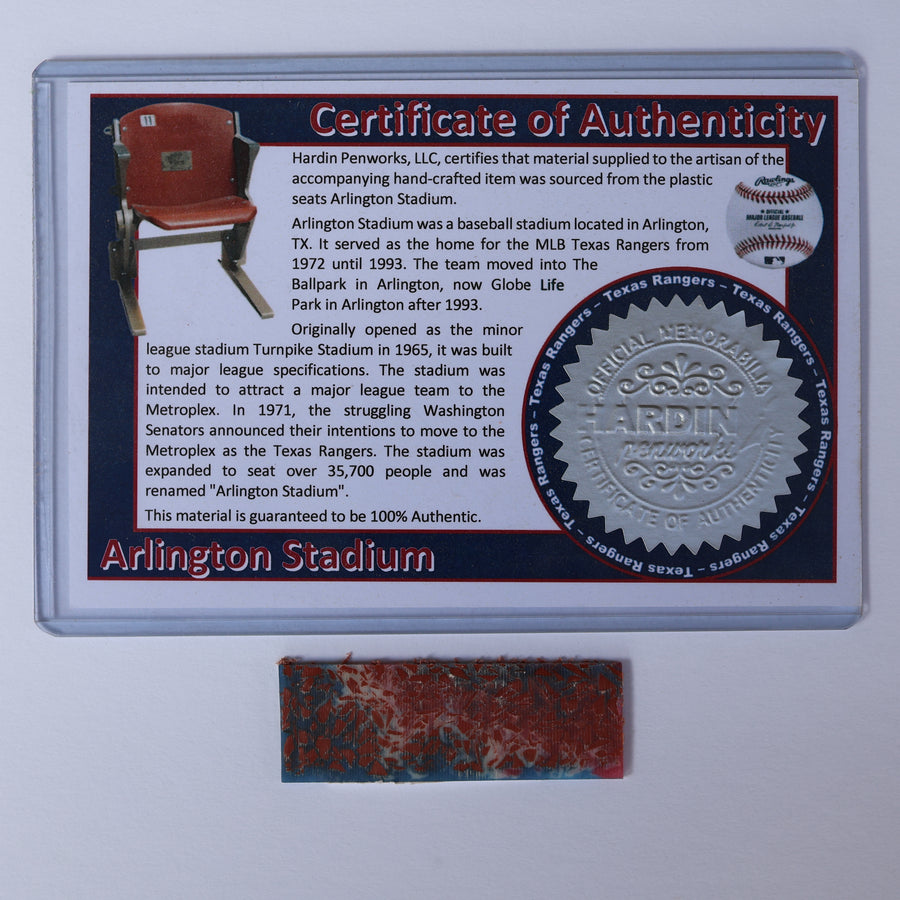 Certificate of Authenticity
Hardin Penworks, LLC, certifies that material supplied to the artisan of the
accompanying hand-crafted item was sourced from the plastic
seats Arlington Stadium.
Arlington Stadium was a baseball stadium located in Arlington,
TX. It served as the home for the MLB Texas Rangers from
1972 until 1993. The team moved into The
Ballpark in Arlington, now Globe Life
Park in Arlington after 1993.
Originally opened as the minor
league stadium Turnpike Stadium in 1965, it was built
to major league specifications. The stadium was
intended to attract a major league team to the
Metroplex. In 1971, the struggling Washington
Senators announced their intentions to move to the
Metroplex as the Texas Rangers. The stadium was
expanded to seat over 35,700 people and was
renamed "Arlington Stadium".
This material is guaranteed to be 100% Authentic.
Arlington Stadium
11
Rawlings
OFFICIAL
MAJOR LEAGUE BASEBALL
Texas Rangers – Texas Rangers – Texas Rangers – Texas Rangers – Texas Rangers – Texas Rangers – Texas Rangers – Texas Rangers –
OFFICIAL MEMORABILIA
HARDIN
penworks
CERTIFICATE OF AUTHENTICITY